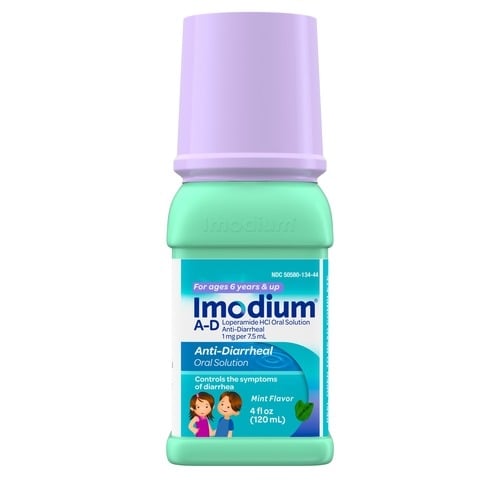 Imodium®
NDC 50580-134-44
For ages 6 years & up
Imodium®
A-D Loperamide HCl Oral Solution
Anti-Diarrheal
1 mg per 7.5 mL
Anti-Diarrheal
Oral Solution
Controls the symptoms
of diarrhea
Mint Flavor
4 fl oz
(120 mL)